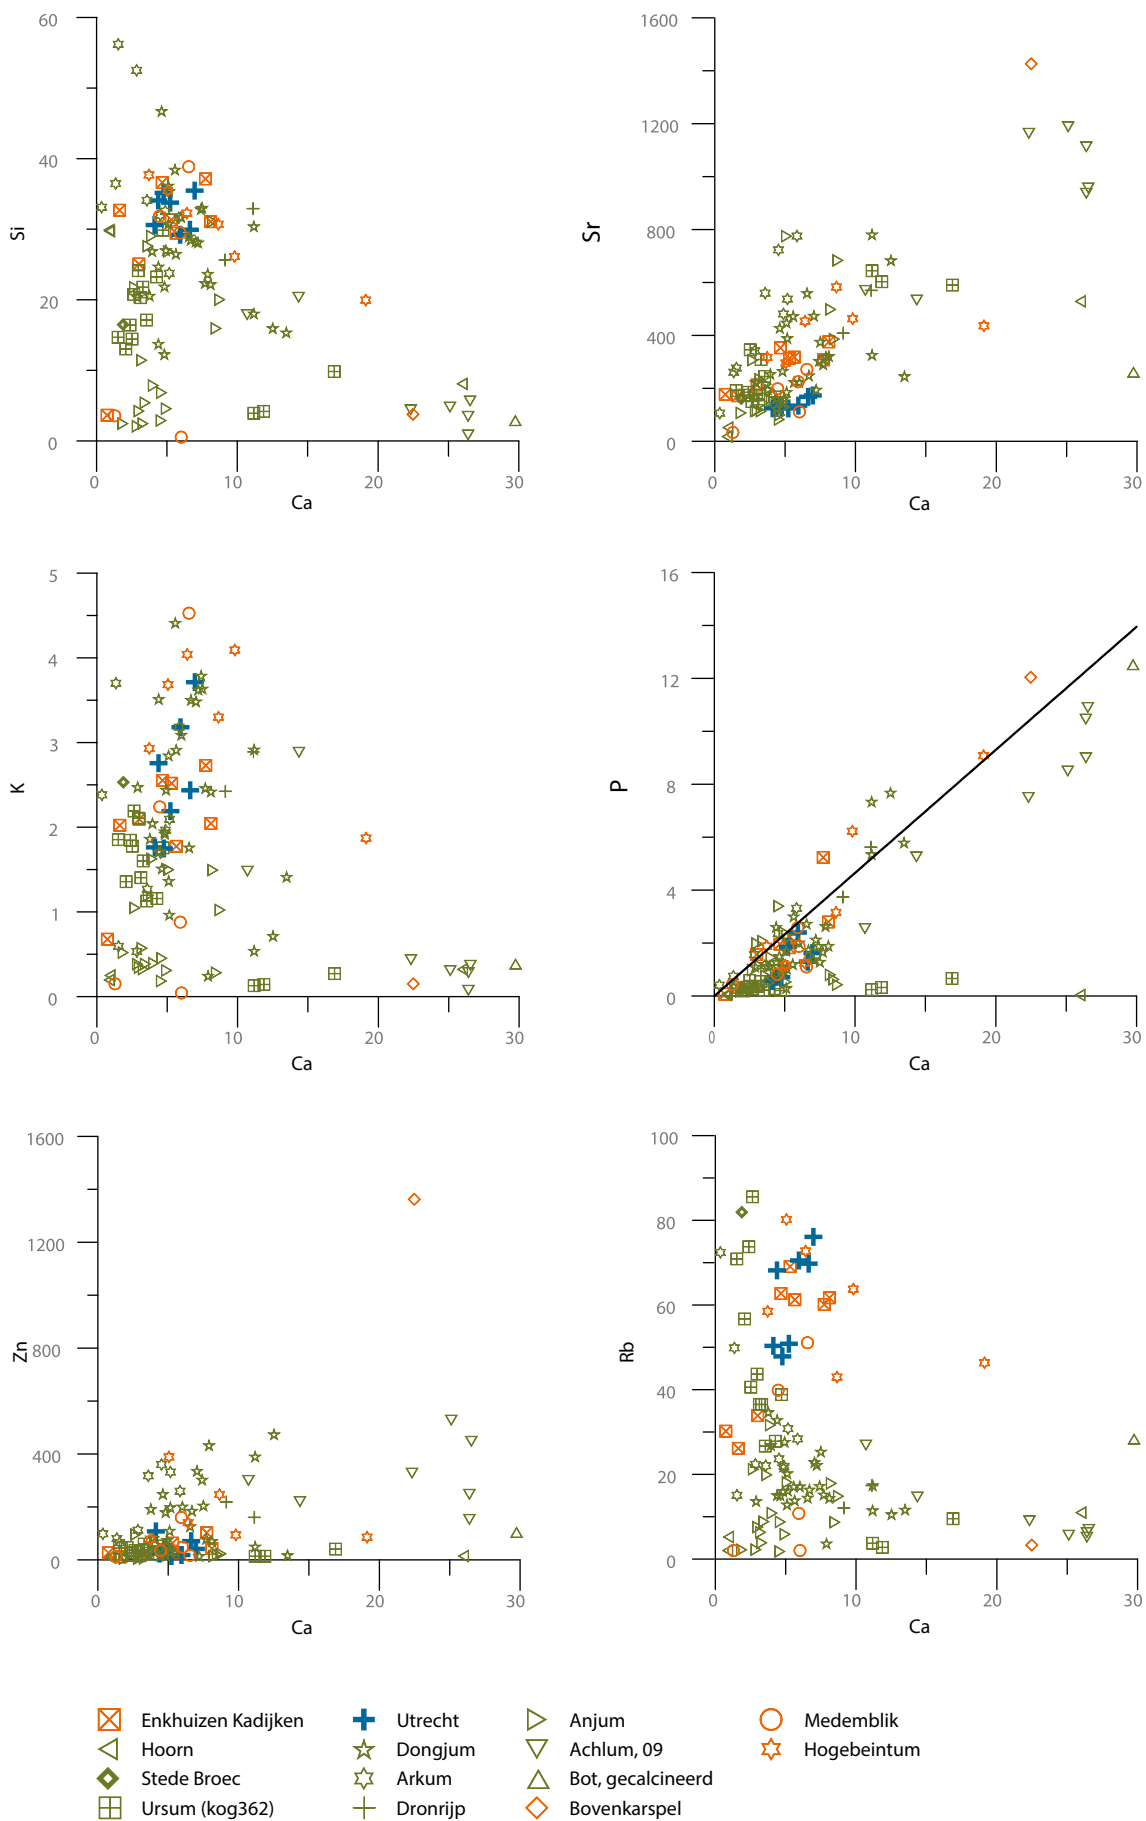 60
40
20
0
Si
0
10
20
30
Ca
1600
1200
800
400
0
Sr
0
10
20
30
Ca
5
4
3
2
1
0
K
0
10
20
30
Ca
16
12
8
4
0
P
0
10
20
30
Ca
1600
1200
800
400
0
Zn
0
10
20
30
Ca
100
80
60
40
20
0
Rb
0
10
20
30
Ca
Enkhuizen Kadijken
Hoorn
Stede Broec
Ursum (kog362)
Utrecht
Dongjum
Arkum
Dronrijp
Anjum
Achlum, 09
Bot, gecalcineerd
Bovenkarspel
Medemblik
Hogebeintum